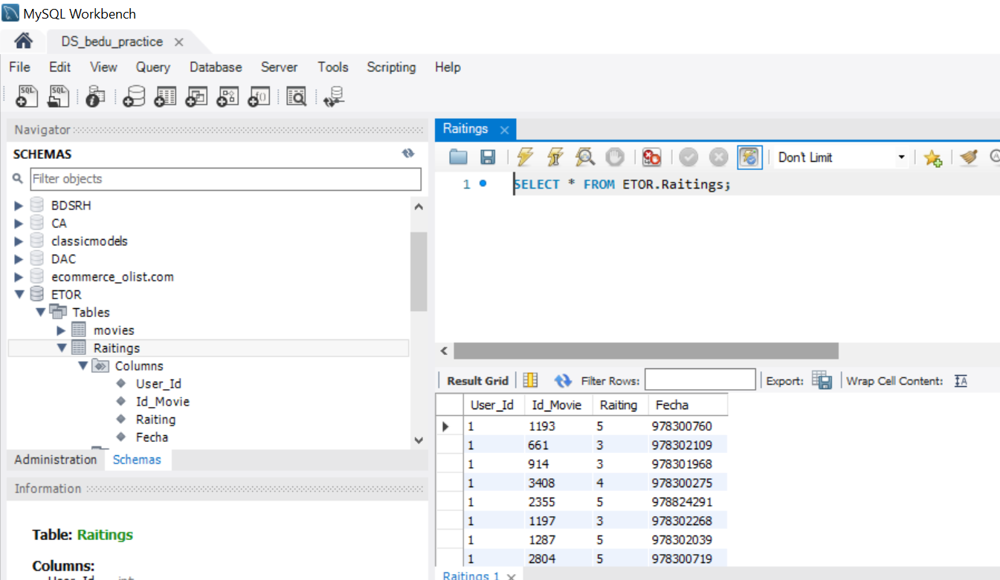 MySQL Workbench
DS_bedu_practice
File Edit View Query Database Server Tools Scripting Help
SQL SQL
Navigator
SCHEMAS
Filter objects
BDSRH
CA
classicmodels
DAC
ecommerce_olist.com
ETOR
Tables
movies
Raitings
Columns
User_Id
Id_Movie
Raiting
Fecha
Administration Schemas
Information
Table: Raitings
Columns:
User_Id int
Raitings
Don't Limit
1 SELECT * FROM ETOR.Raitings;
Result Grid Filter Rows: Export: Wrap Cell Content:
User_Id Id_Movie Raiting Fecha
1 1193 5 978300760
1 661 3 978302109
1 914 3 978301968
1 3408 4 978300275
1 2355 5 978824291
1 1197 3 978302268
1 1287 5 978302039
1 2804 5 978300719
Raitings 1